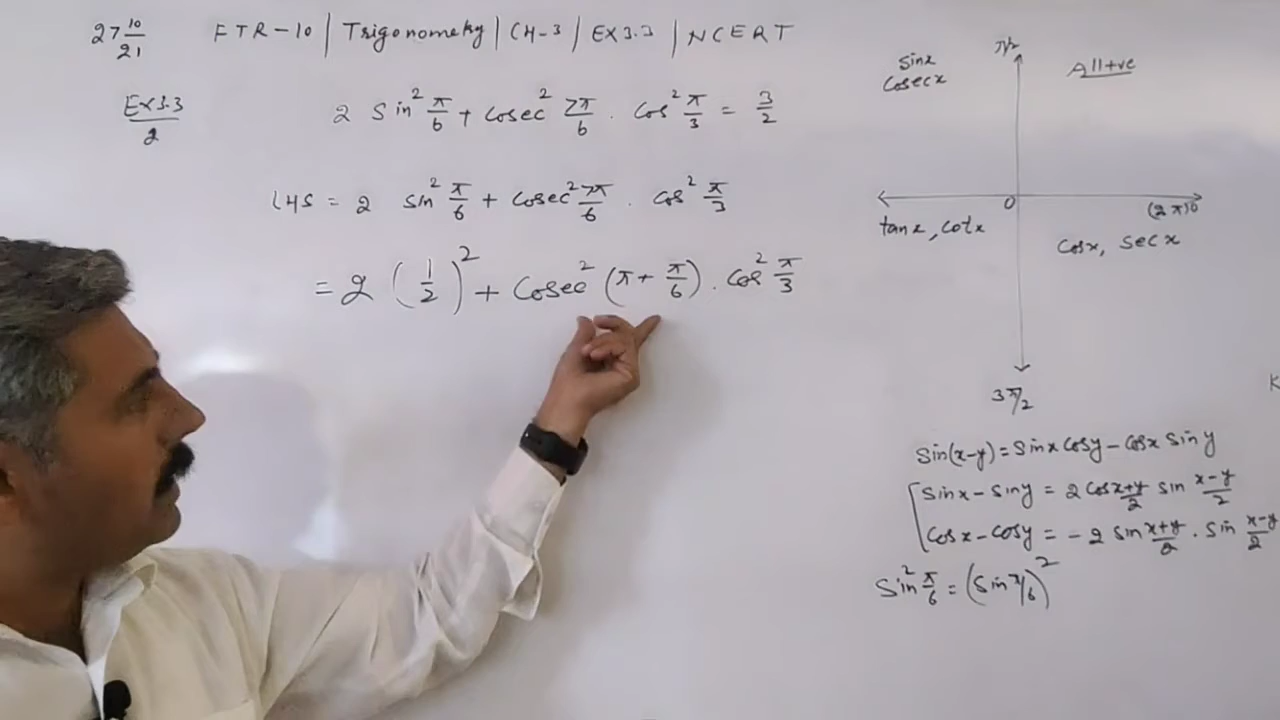 27 10/21 FTR-10 | Trigonometry | CH-3 | EX 3.3 | NCERT
Ex 3.3/2
2 Sin² π/6 + Cosec² 7π/6 . Cos² π/3 = 3/2
LHS = 2 Sin² π/6 + Cosec² 7π/6 . Cos² π/3
= 2 (1/2)² + Cosec² (π + π/6) . Cos² π/3
π/2
Sinx
Cosecx
All +ve
0
(2π) 0
tanx, cotx
Cosx, Secx
3π/2
K
Sin(x-y) = Sinx Cosy - Cosx Siny
Sinx - Siny = 2 Cos x+y/2 Sin x-y/2
Cosx - Cosy = -2 Sin x+y/2 . Sin x-y/2
Sin² π/6 = (Sin π/6)²